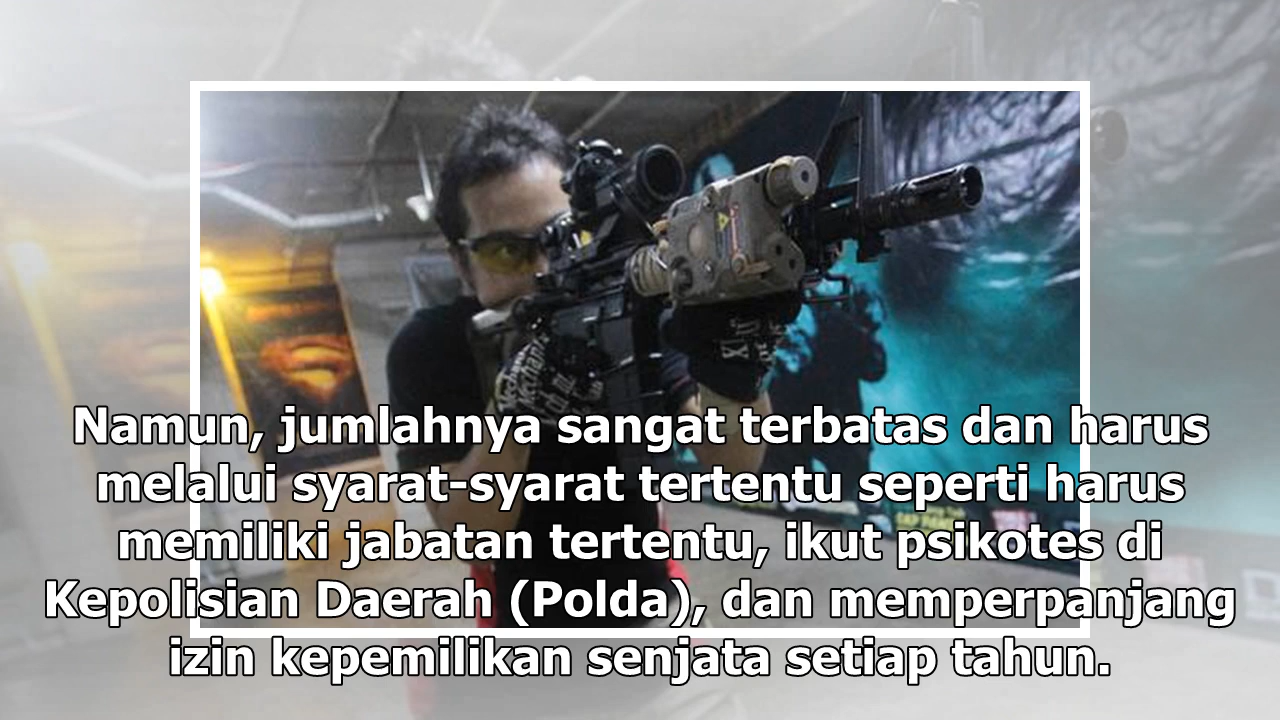 Namun, jumlahnya sangat terbatas dan harus
melalui syarat-syarat tertentu seperti harus
memiliki jabatan tertentu, ikut psikotes di
Kepolisian Daerah (Polda), dan memperpanjang
izin kepemilikan senjata setiap tahun.